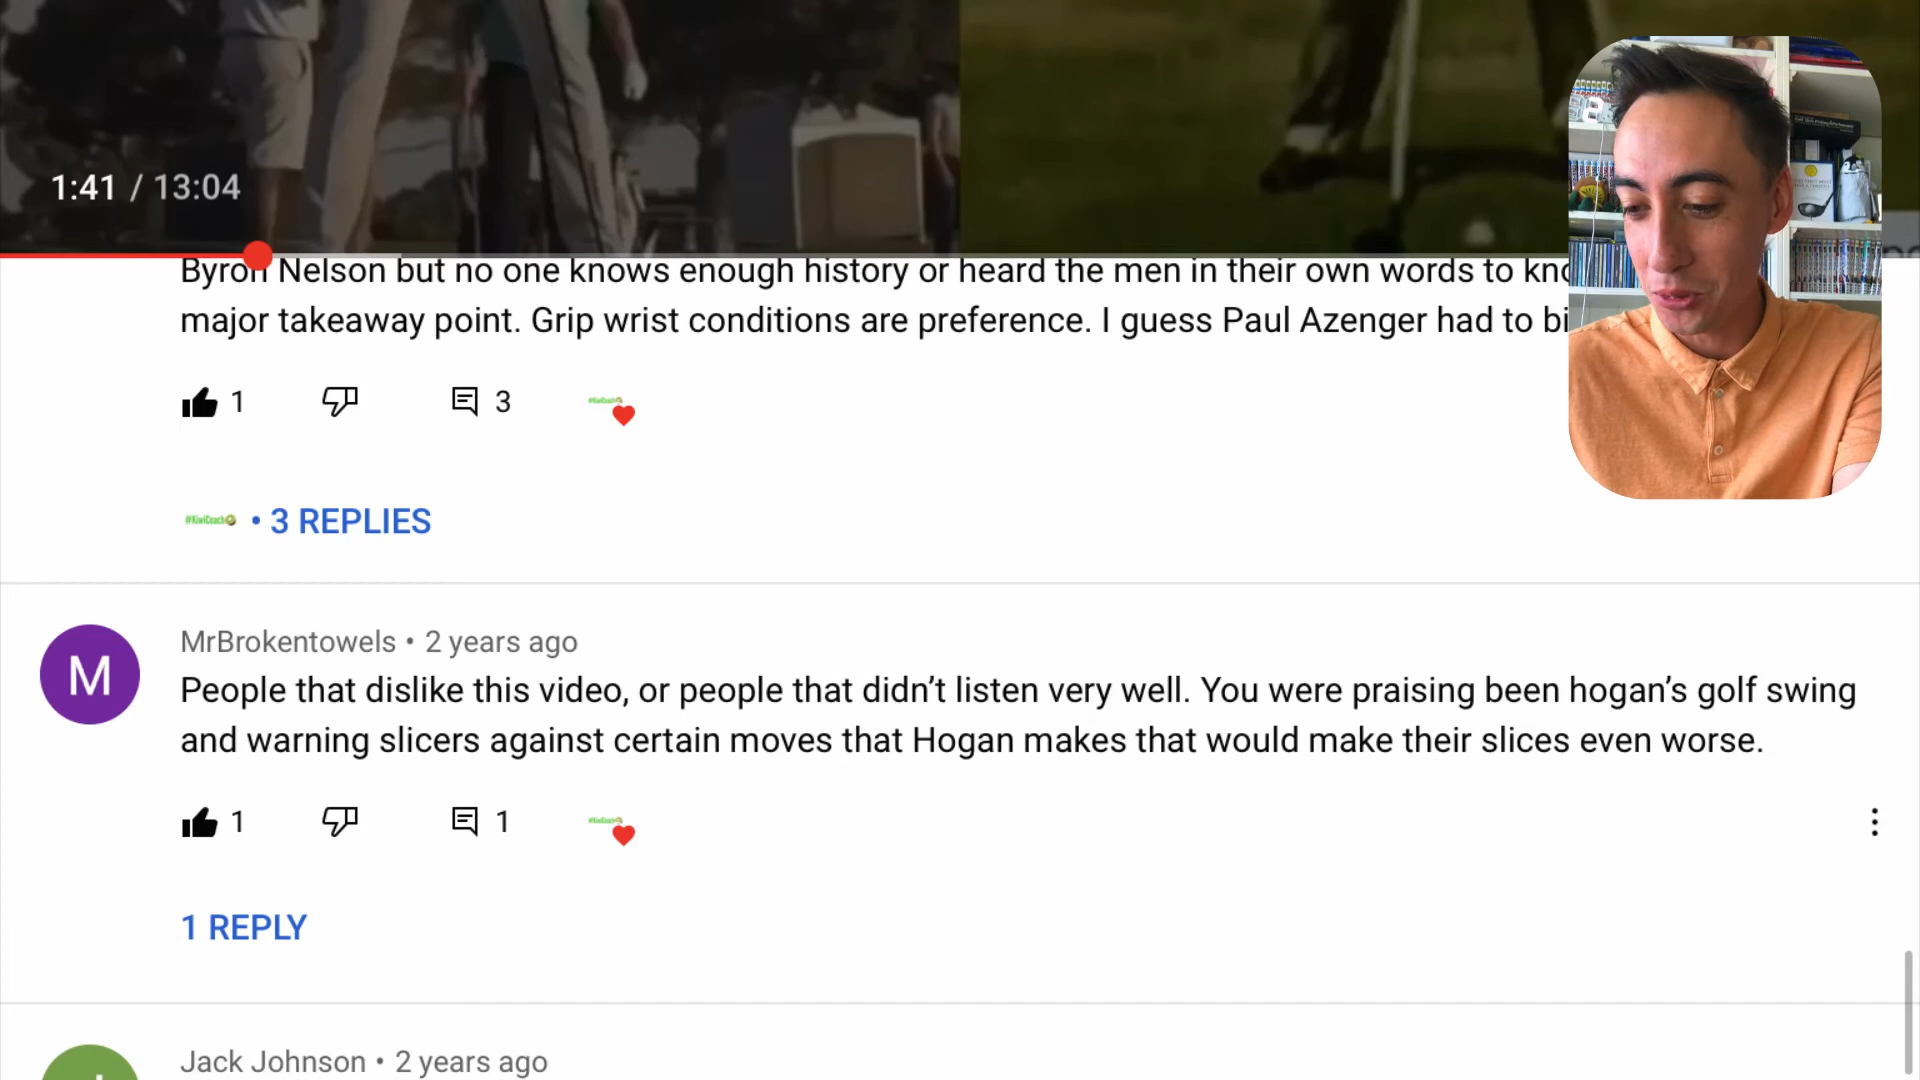 1:41 / 13:04
Byron Nelson but no one knows enough history or heard the men in their own words to
major takeaway point. Grip wrist conditions are preference. I guess Paul Azenger had to
1
3
#KiwiCoach
• 3 REPLIES
MrBrokentowels • 2 years ago
People that dislike this video, or people that didn’t listen very well. You were praising been hogan’s golf swing
and warning slicers against certain moves that Hogan makes that would make their slices even worse.
1
1
1 REPLY
Jack Johnson • 2 years ago